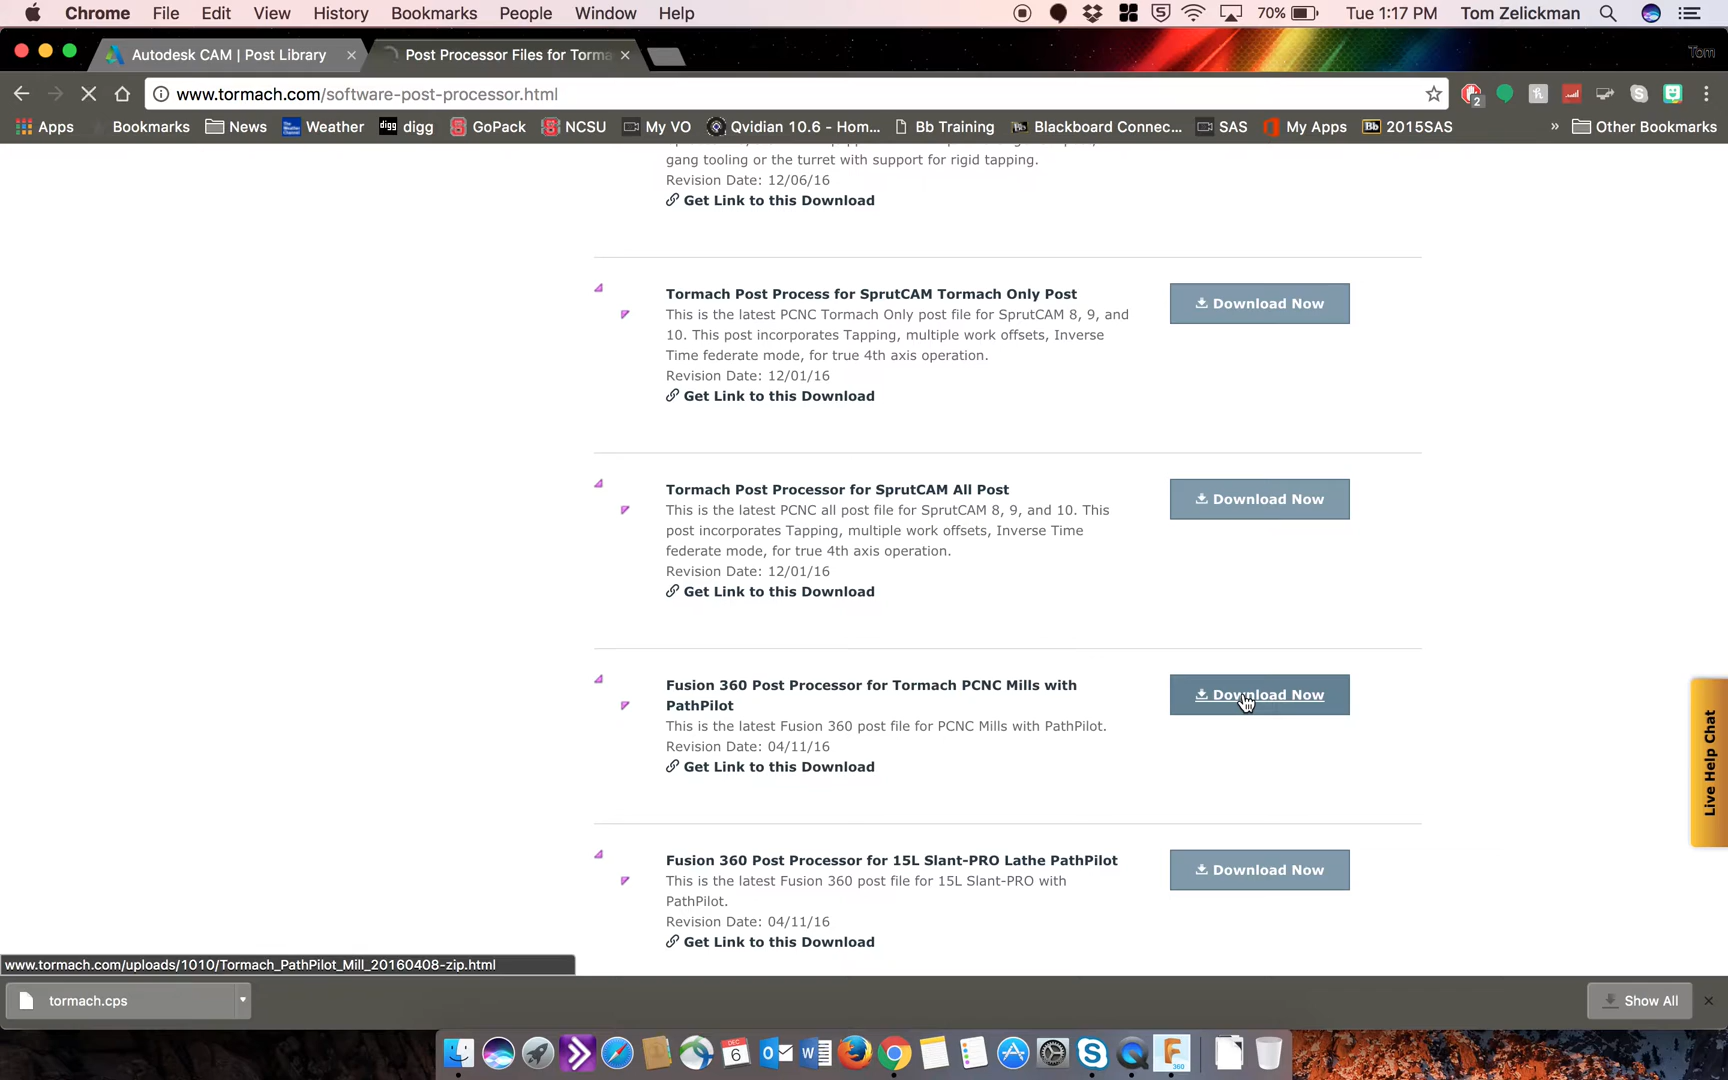 Chrome File Edit View History Bookmarks People Window Help 70% Tue 1:17 PM Tom Zelickman
Autodesk CAM | Post Library Post Processor Files for Torma Tom
www.tormach.com/software-post-processor.html 2
Apps Bookmarks News Weather digg GoPack NCSU My VO Qvidian 10.6 - Hom... Bb Training Blackboard Connec... SAS My Apps Bb 2015SAS » Other Bookmarks
gang tooling or the turret with support for rigid tapping.
Revision Date: 12/06/16
Get Link to this Download
Tormach Post Process for SprutCAM Tormach Only Post
This is the latest PCNC Tormach Only post file for SprutCAM 8, 9, and
10. This post incorporates Tapping, multiple work offsets, Inverse
Time federate mode, for true 4th axis operation.
Revision Date: 12/01/16
Get Link to this Download
Download Now
Tormach Post Processor for SprutCAM All Post
This is the latest PCNC all post file for SprutCAM 8, 9, and 10. This
post incorporates Tapping, multiple work offsets, Inverse Time
federate mode, for true 4th axis operation.
Revision Date: 12/01/16
Get Link to this Download
Download Now
Fusion 360 Post Processor for Tormach PCNC Mills with
PathPilot
This is the latest Fusion 360 post file for PCNC Mills with PathPilot.
Revision Date: 04/11/16
Get Link to this Download
Download Now
Fusion 360 Post Processor for 15L Slant-PRO Lathe PathPilot
This is the latest Fusion 360 post file for 15L Slant-PRO with
PathPilot.
Revision Date: 04/11/16
Get Link to this Download
Download Now
Live Help Chat
www.tormach.com/uploads/1010/Tormach_PathPilot_Mill_20160408-zip.html
tormach.cps Show All
DEC
6
360